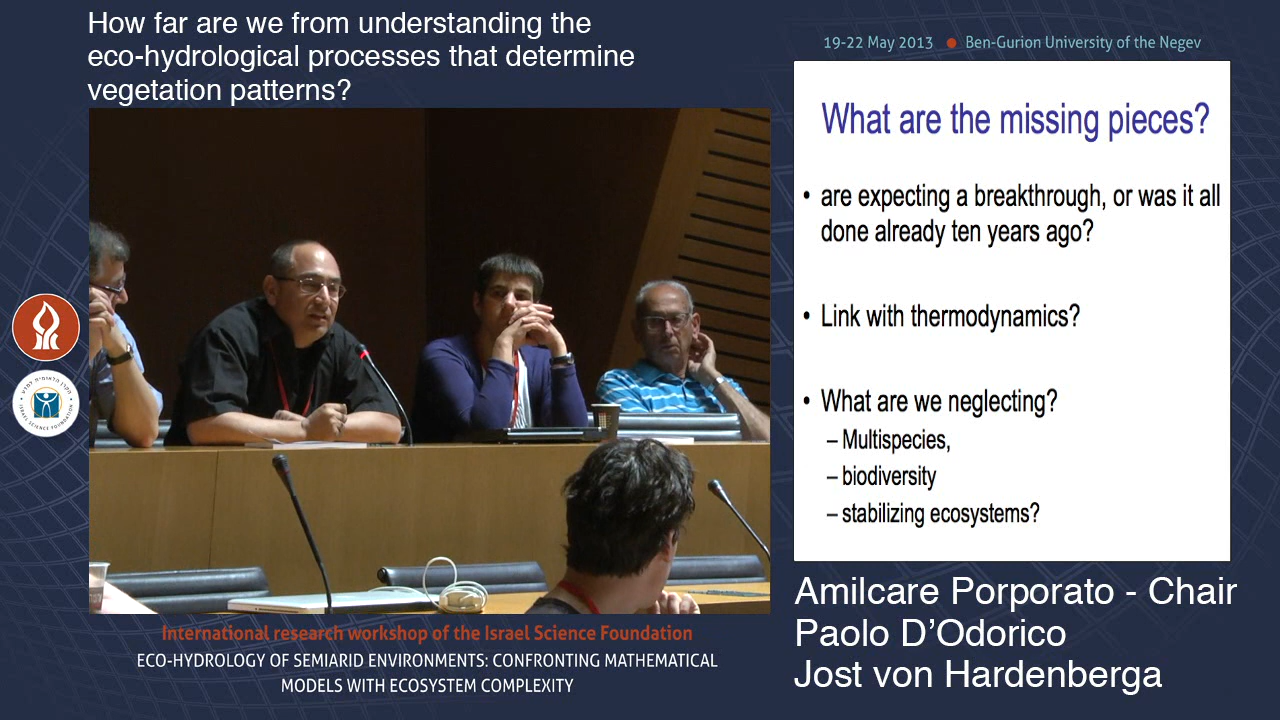 How far are we from understanding the
eco-hydrological processes that determine
vegetation patterns?
19-22 May 2013 ● Ben-Gurion University of the Negev
What are the missing pieces?
• are expecting a breakthrough, or was it all
done already ten years ago?
• Link with thermodynamics?
• What are we neglecting?
– Multispecies,
– biodiversity
– stabilizing ecosystems?
Amilcare Porporato - Chair
Paolo D'Odorico
Jost von Hardenberga
International research workshop of the Israel Science Foundation
ECO-HYDROLOGY OF SEMIARID ENVIRONMENTS: CONFRONTING MATHEMATICAL
MODELS WITH ECOSYSTEM COMPLEXITY
ISRAEL SCIENCE FOUNDATION